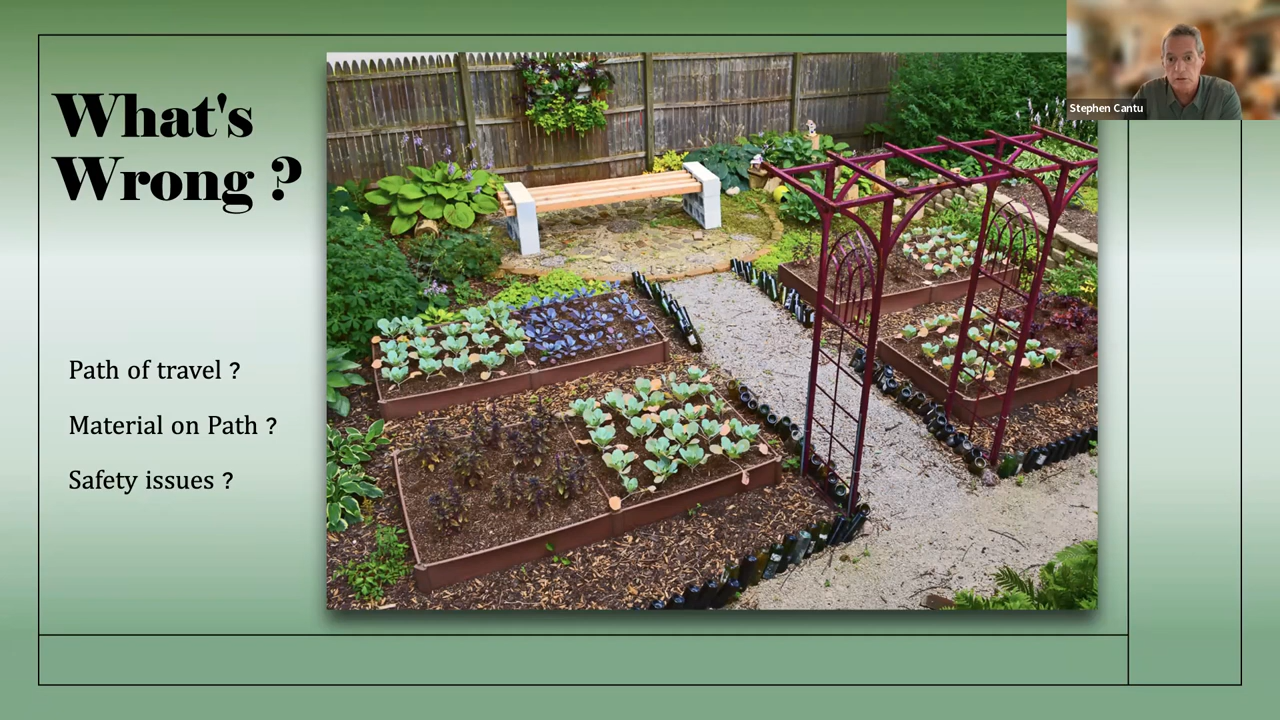 What's
Wrong ?
Path of travel ?
Material on Path ?
Safety issues ?
Stephen Cantu